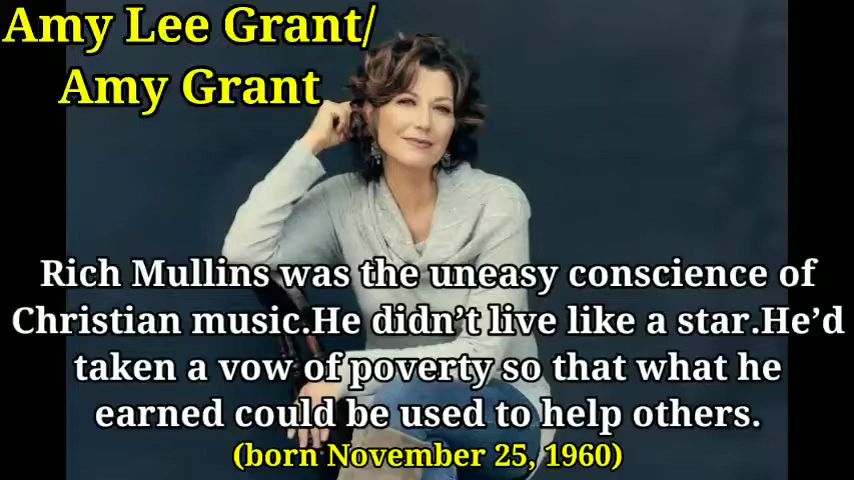 Amy Lee Grant/
Amy Grant
Rich Mullins was the uneasy conscience of
Christian music.He didn’t live like a star.He’d
taken a vow of poverty so that what he
earned could be used to help others.
(born November 25, 1960)